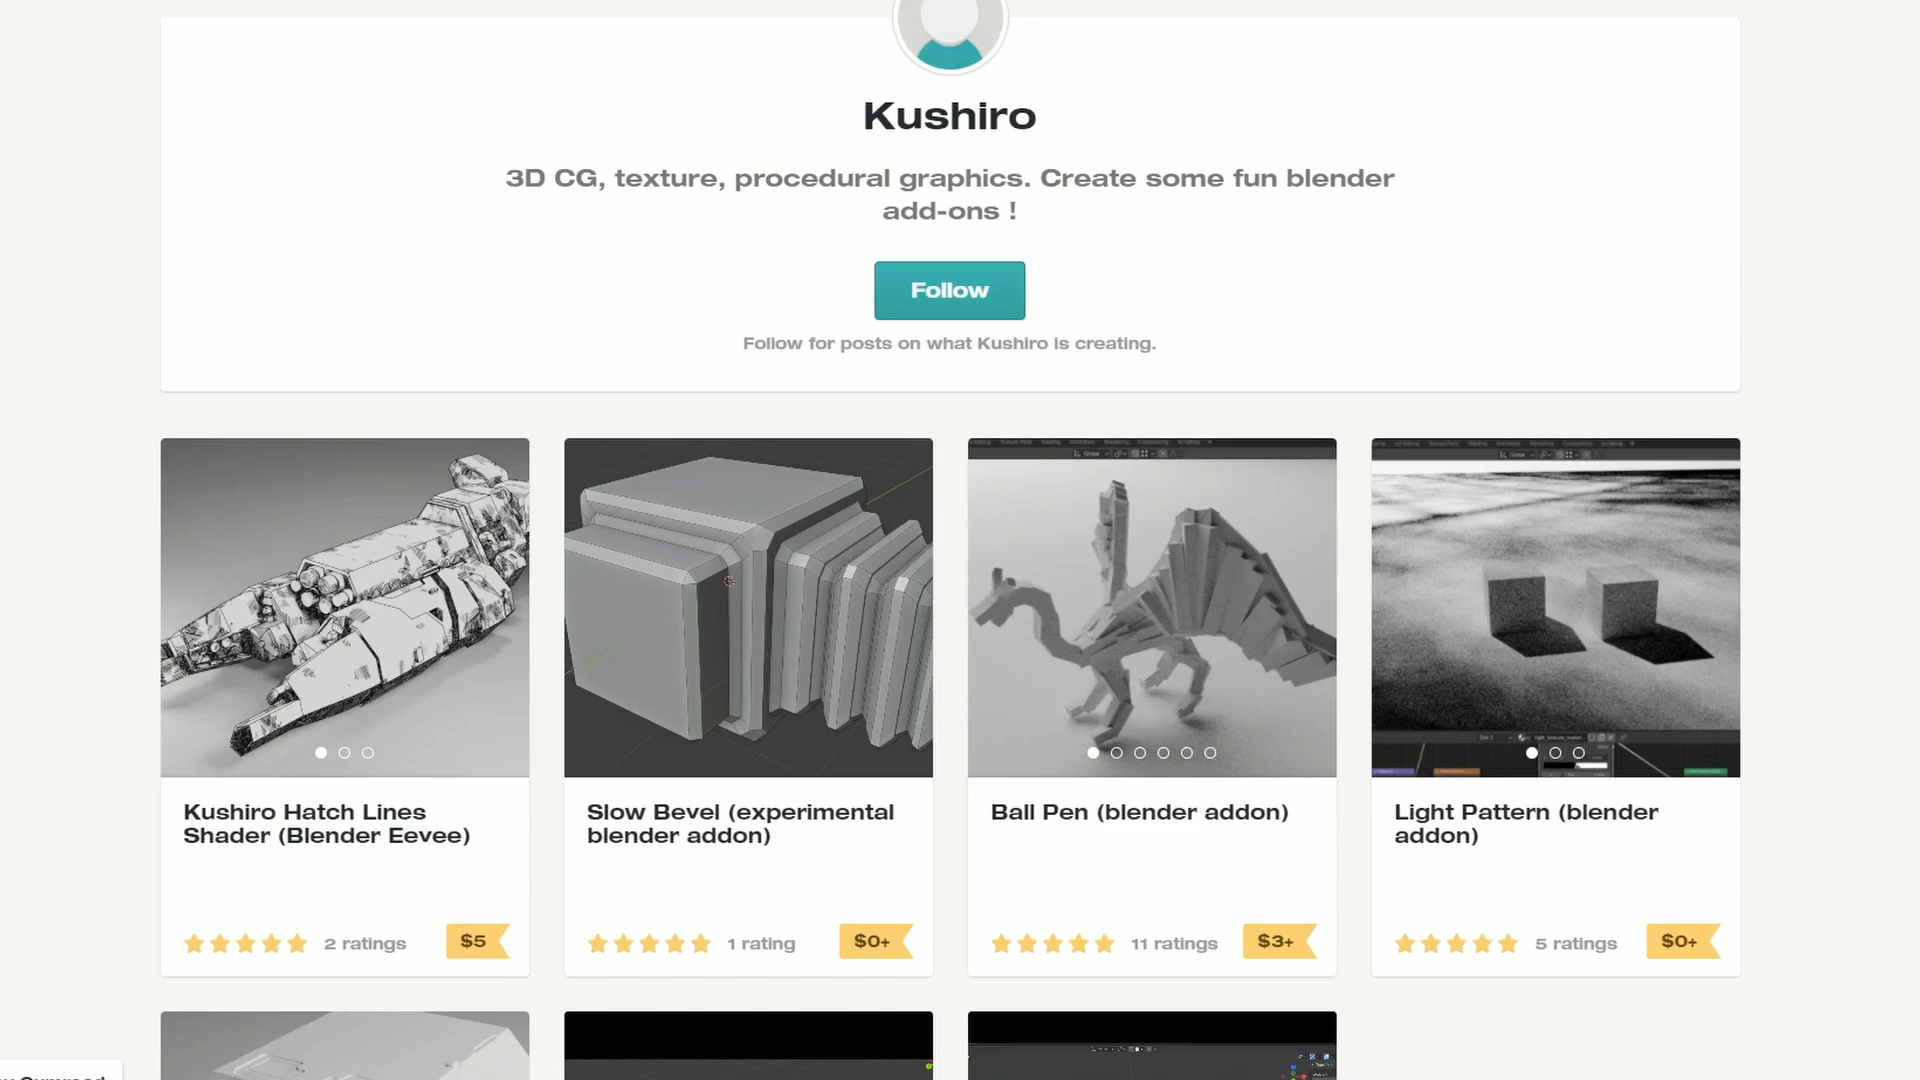 Kushiro
3D CG, texture, procedural graphics. Create some fun blender
add-ons !
Follow
Follow for posts on what Kushiro is creating.
Global
Global
Kushiro Hatch Lines
Shader (Blender Eevee)
Slow Bevel (experimental
blender addon)
Ball Pen (blender addon)
Light Pattern (blender
addon)
2 ratings
$5
1 rating
$0+
11 ratings
$3+
5 ratings
$0+